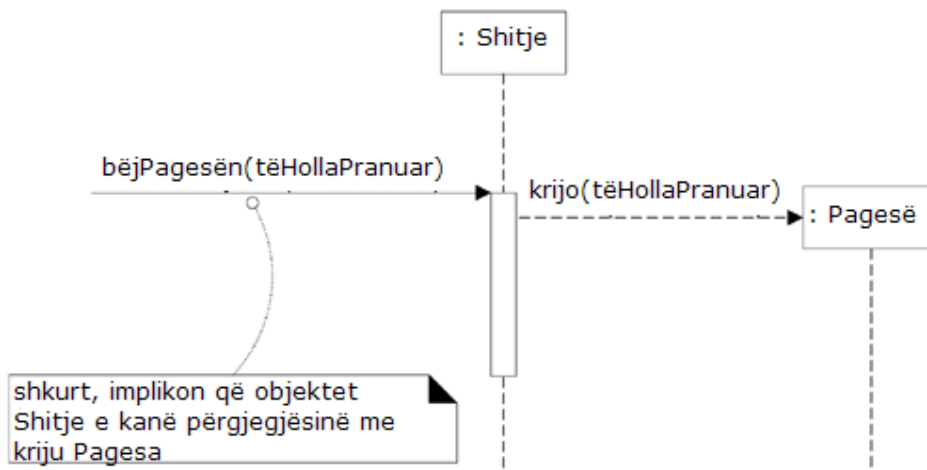 : Shitje
bëjPagesën(tëHollaPranuar)
krijo(tëHollaPranuar)
: Pagesë
shkurt, implikon që objektet
Shitje e kanë përgjegjësinë me
kriju Pagesa